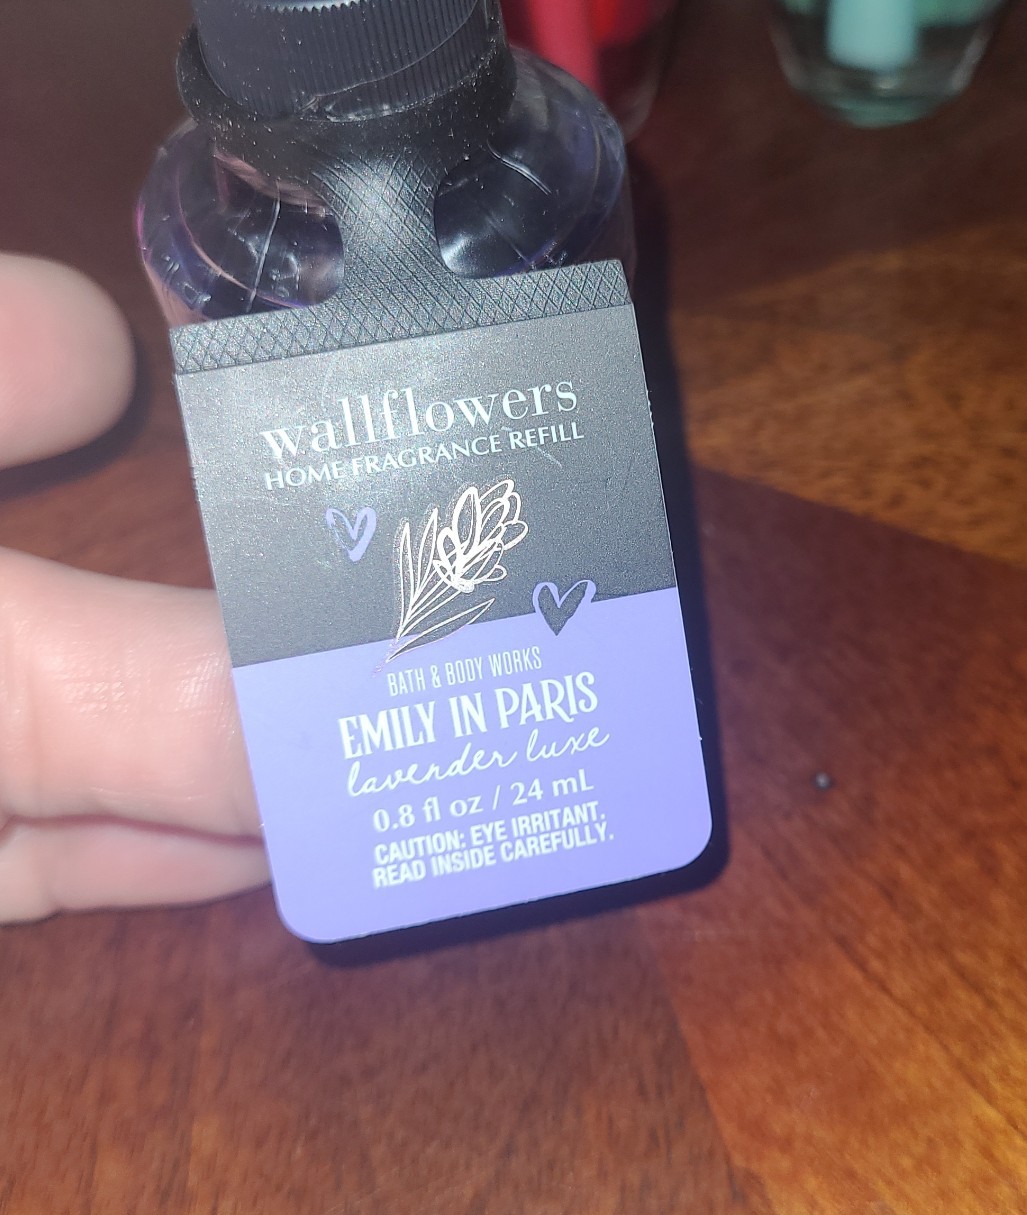 wallflowers
HOME FRAGRANCE REFILL
BATH & BODY WORKS
EMILY IN PARIS
lavender luxe
0.8 fl oz / 24 mL
CAUTION: EYE IRRITANT.
READ INSIDE CAREFULLY.